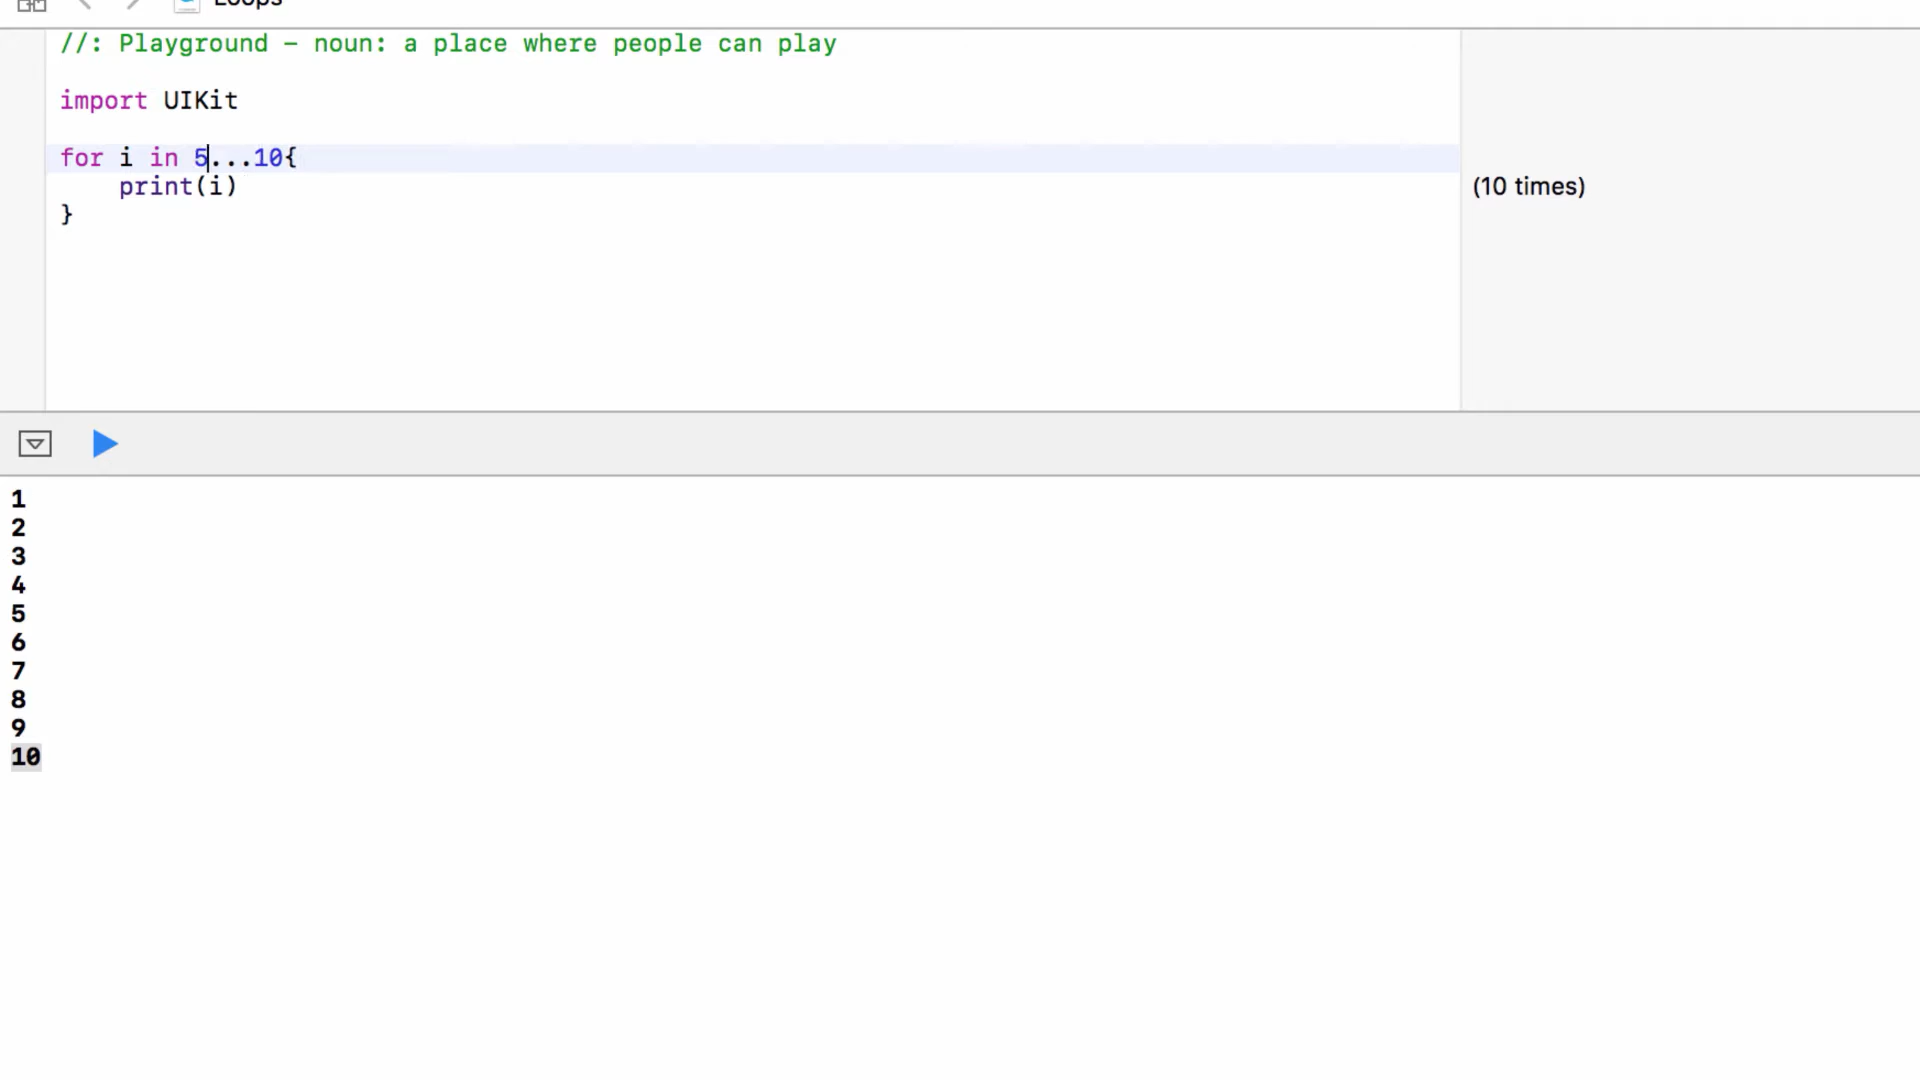 Loops
//: Playground – noun: a place where people can play
import UIKit
for i in 5...10{
print(i)
(10 times)
}
1
2
3
4
5
6
7
8
9
10